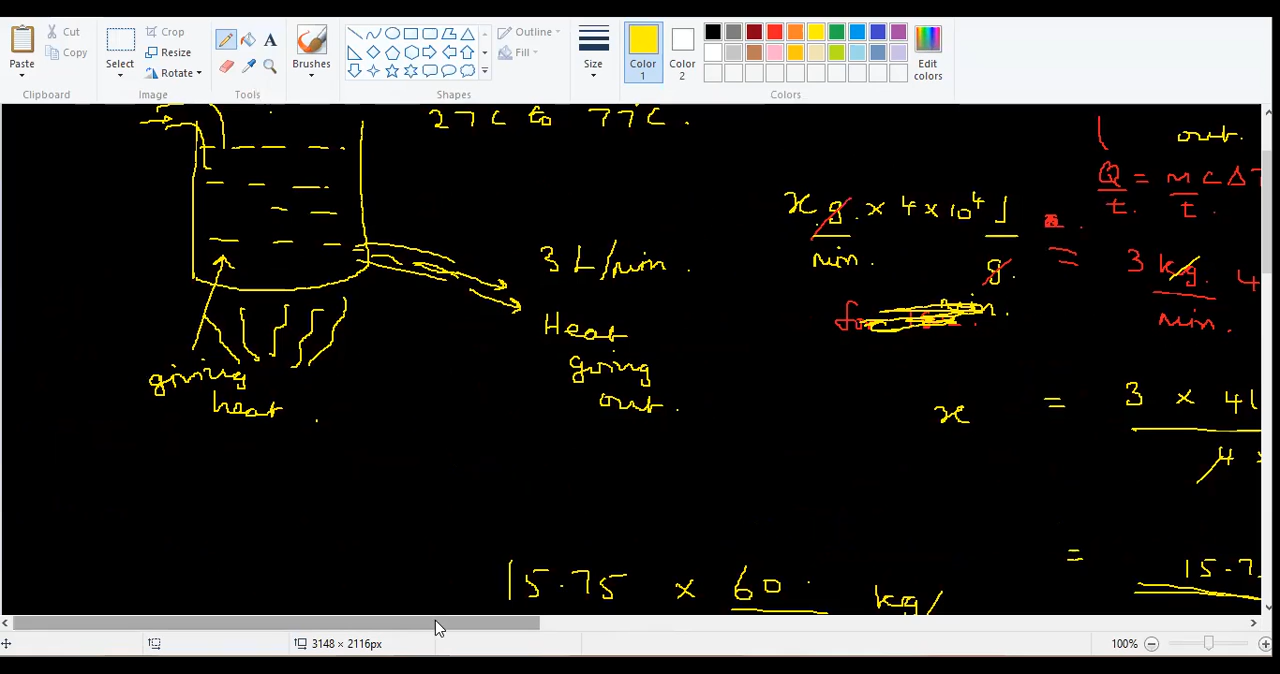 Cut
Copy
Paste
Clipboard
Select
Crop
Resize
Rotate
Image
A
Tools
Brushes
Outline
Fill
Shapes
Size
Color
1
Color
2
Edit
colors
Colors
27 C to 77 C.
3 L/min.
Heat
going
out.
giving
heat.
x g × 4 × 10⁴ J
min. g.
out.
Q/t = m/t C Δ T
= 3 kg 4
min.
x = 3 × 41
4
= 15.7
15.75 × 60 kg/
3148 × 2116px
100%